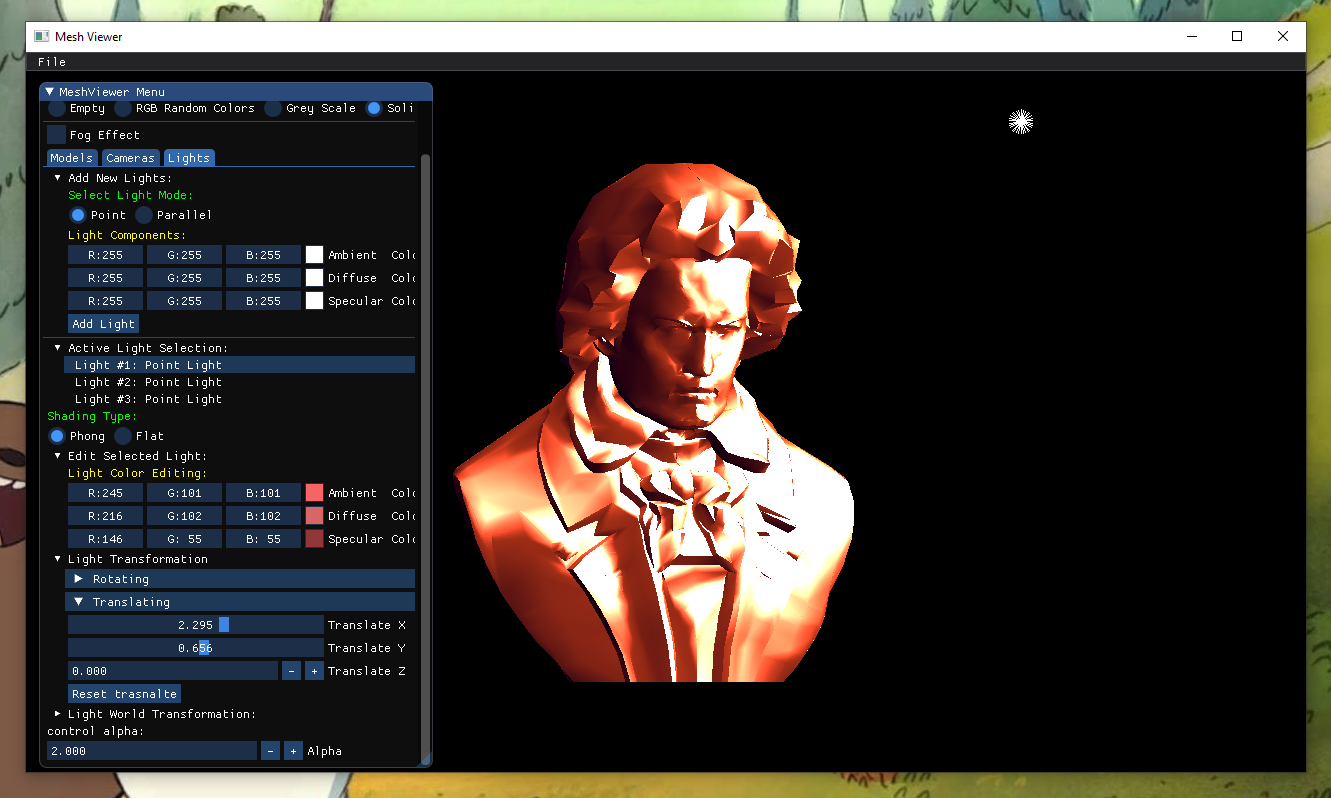 Mesh Viewer
File
MeshViewer Menu
Empty RGB Random Colors Grey Scale Soli
Fog Effect
Models Cameras Lights
Add New Lights:
Select Light Mode:
Point Parallel
Light Components:
R:255 G:255 B:255 Ambient Colo
R:255 G:255 B:255 Diffuse Colo
R:255 G:255 B:255 Specular Colo
Add Light
Active Light Selection:
Light #1: Point Light
Light #2: Point Light
Light #3: Point Light
Shading Type:
Phong Flat
Edit Selected Light:
Light Color Editing:
R:245 G:101 B:101 Ambient Colo
R:216 G:102 B:102 Diffuse Colo
R:146 G: 55 B: 55 Specular Colo
Light Transformation
Rotating
Translating
2.295 Translate X
0.656 Translate Y
0.000 - + Translate Z
Reset trasnalte
Light World Transformation:
control alpha:
2.000 - + Alpha